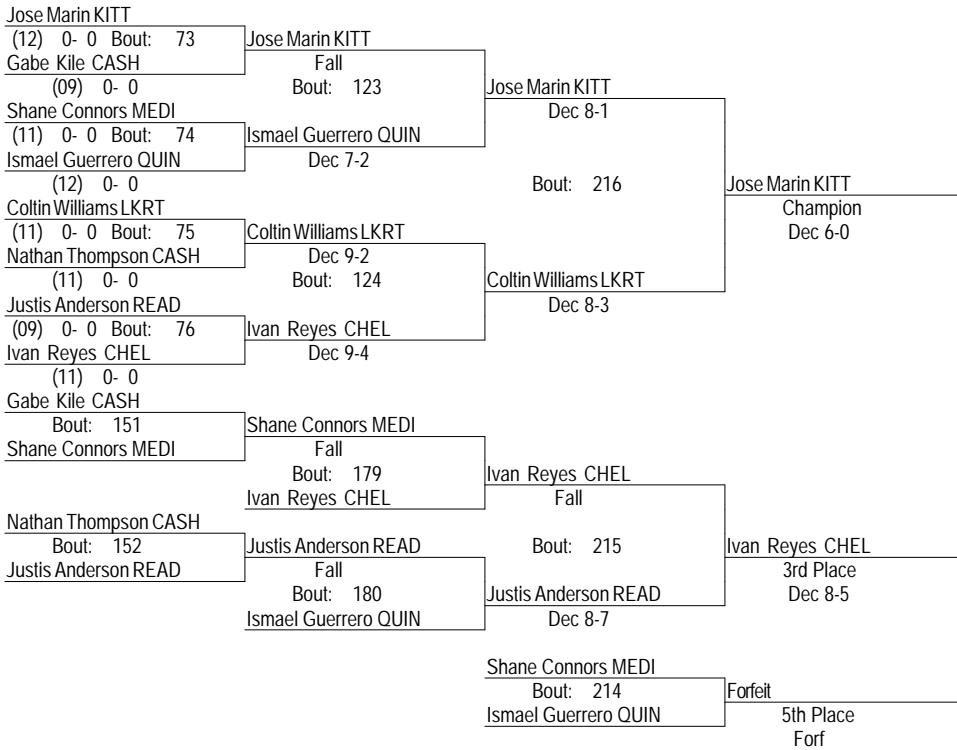 Jose Marin KITT
(12) 0- 0 Bout: 73 Jose Marin KITT
Gabe Kile CASH Fall
(09) 0- 0 Bout: 123 Jose Marin KITT
Shane Connors MEDI Dec 8-1
(11) 0- 0 Bout: 74 Ismael Guerrero QUIN
Ismael Guerrero QUIN Dec 7-2
(12) 0- 0 Bout: 216 Jose Marin KITT
Coltin Williams LKRT Champion
(11) 0- 0 Bout: 75 Coltin Williams LKRT Dec 6-0
Nathan Thompson CASH Dec 9-2
(11) 0- 0 Bout: 124 Coltin Williams LKRT
Justis Anderson READ Dec 8-3
(09) 0- 0 Bout: 76 Ivan Reyes CHEL
Ivan Reyes CHEL Dec 9-4
(11) 0- 0
Gabe Kile CASH
Bout: 151 Shane Connors MEDI
Shane Connors MEDI Fall
Bout: 179 Ivan Reyes CHEL
Ivan Reyes CHEL Fall
Nathan Thompson CASH
Bout: 152 Justis Anderson READ Bout: 215 Ivan Reyes CHEL
Justis Anderson READ Fall 3rd Place
Bout: 180 Justis Anderson READ Dec 8-5
Ismael Guerrero QUIN Dec 8-7
Shane Connors MEDI
Bout: 214 Forfeit
Ismael Guerrero QUIN 5th Place
Forf